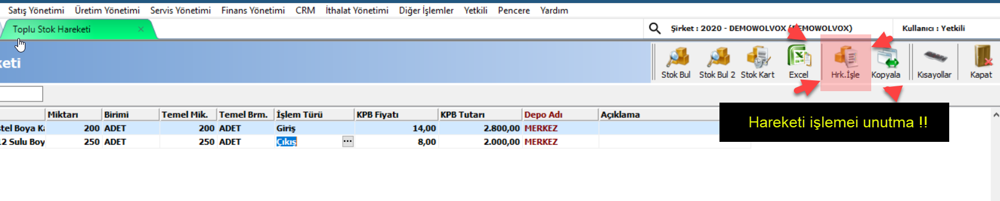 Satış Yönetimi Üretim Yönetimi Servis Yönetimi Finans Yönetimi CRM İthalat Yönetimi Diğer İşlemler Yetkili Pencere Yardım
Toplu Stok Hareketi × Şirket : 2020 - DEMOWOLVOX (DEMOWOLVOX) Kullanıcı : Yetkili
keti
Stok Bul Stok Bul 2 Stok Kart Excel Hrk.İşle Kopyala Kısayollar Kapat
Miktarı Birimi Temel Mik. Temel Brm. İşlem Türü KPB Fiyatı KPB Tutarı Depo Adı Açıklama
stel Boya Ka 200 ADET 200 ADET Giriş 14,00 2.800,00 MERKEZ
12 Sulu Boy 250 ADET 250 ADET Çıkış ... 8,00 2.000,00 MERKEZ
Hareketi işlemei unutma !!